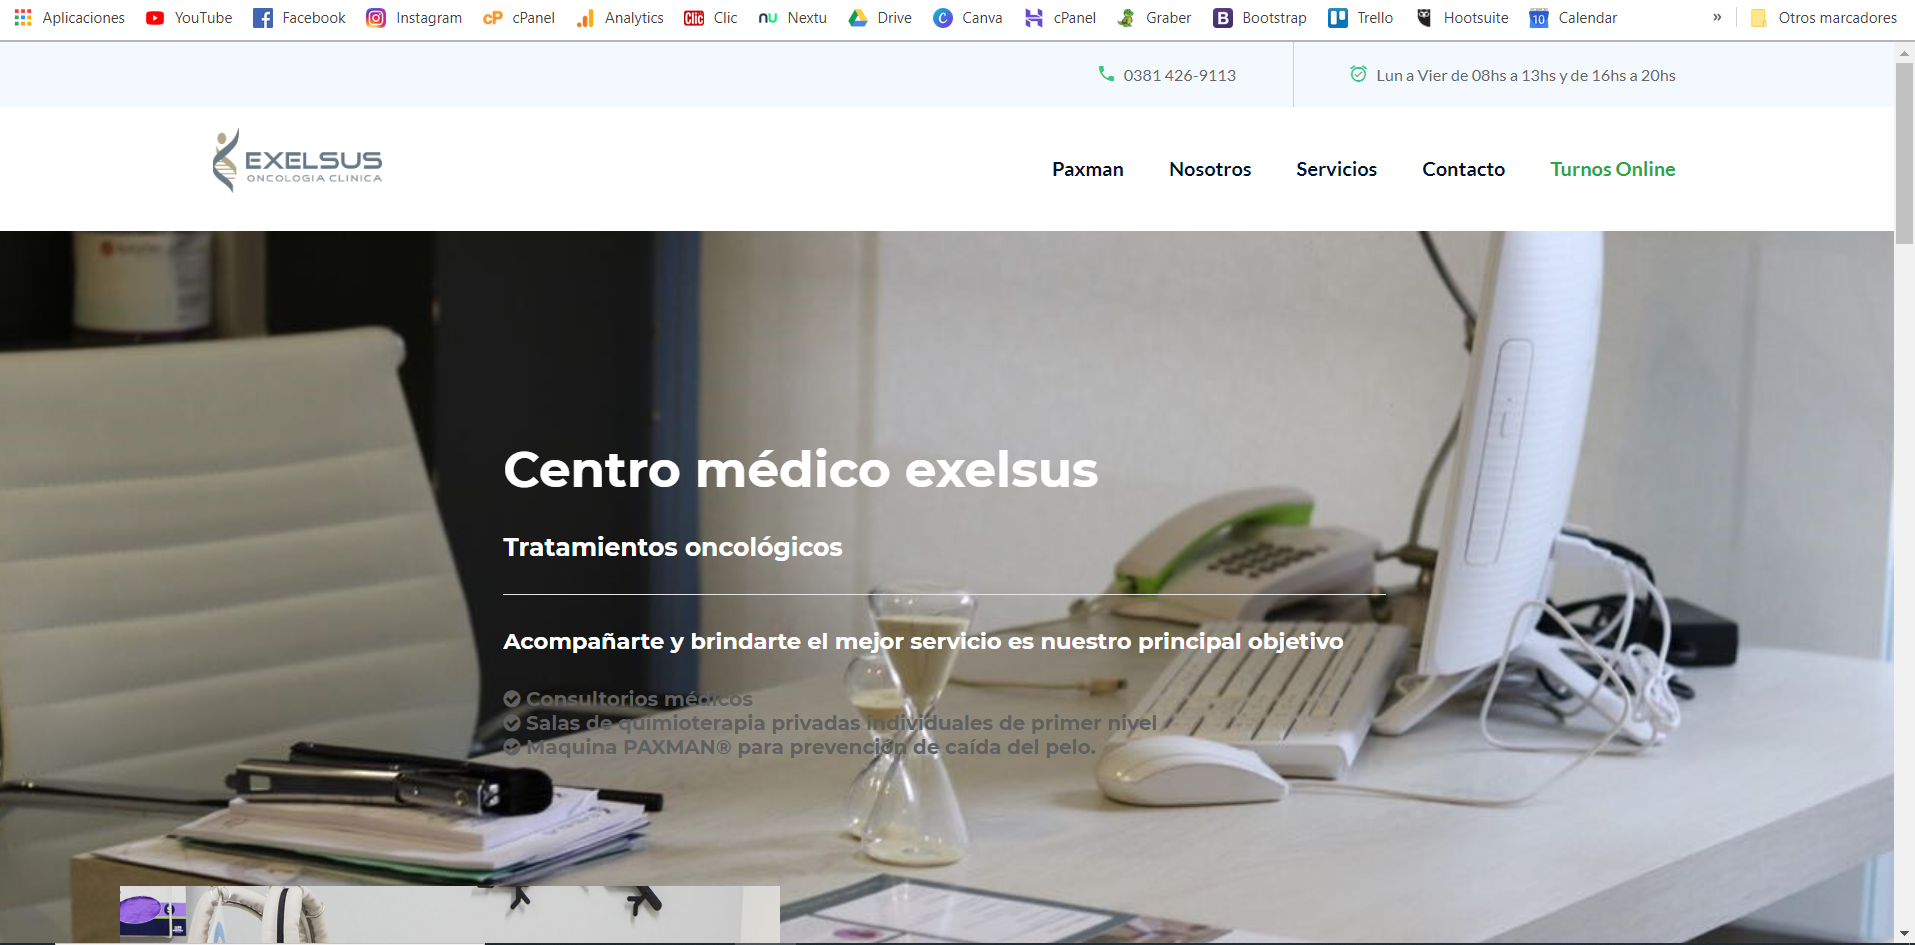 Aplicaciones YouTube Facebook Instagram cPanel Analytics Clic Nextu Drive Canva cPanel Graber Bootstrap Trello Hootsuite Calendar » Otros marcadores
0381 426-9113 Lun a Vier de 08hs a 13hs y de 16hs a 20hs
EXELSUS
ONCOLOGIA CLINICA
Paxman Nosotros Servicios Contacto Turnos Online
Centro médico exelsus
Tratamientos oncológicos
Acompañarte y brindarte el mejor servicio es nuestro principal objetivo
Consultorios médicos
Salas de quimioterapia privadas individuales de primer nivel
Maquina PAXMAN® para prevención de caída del pelo.